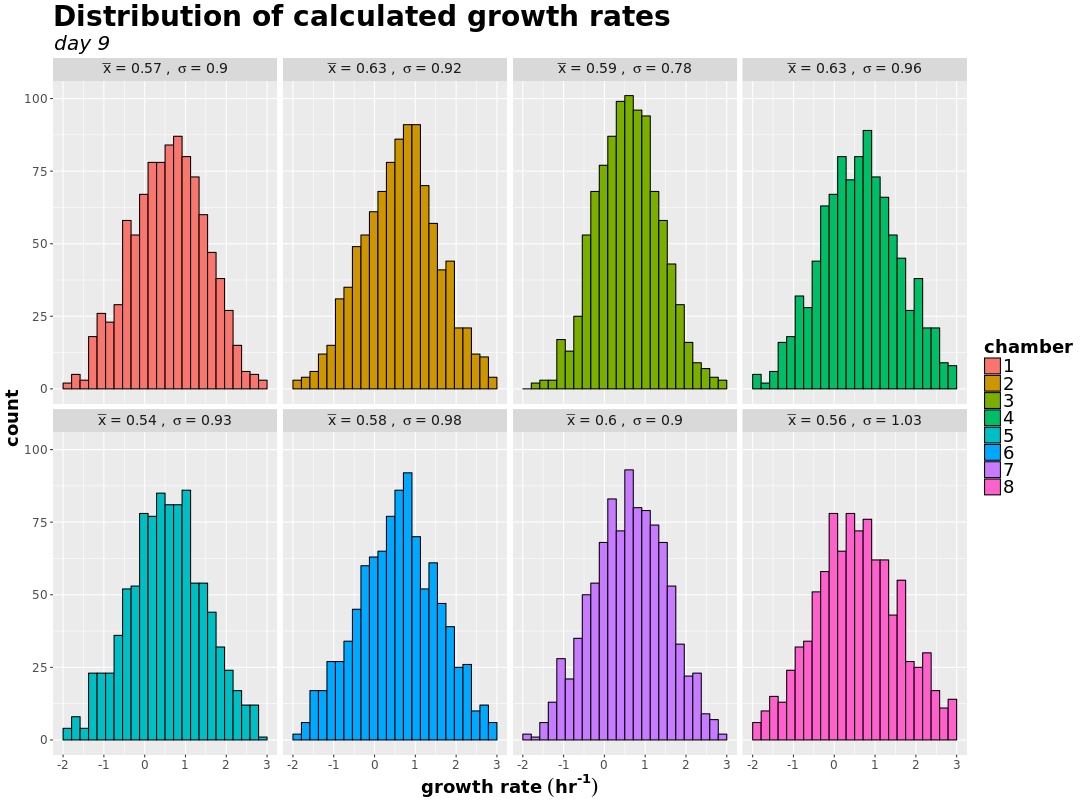 Distribution of calculated growth rates
day 9
x̅ = 0.57 , σ = 0.9
x̅ = 0.63 , σ = 0.92
x̅ = 0.59 , σ = 0.78
x̅ = 0.63 , σ = 0.96
100
75
50
25
0
x̅ = 0.54 , σ = 0.93
x̅ = 0.58 , σ = 0.98
x̅ = 0.6 , σ = 0.9
x̅ = 0.56 , σ = 1.03
100
75
50
25
0
-2 -1 0 1 2 3
-2 -1 0 1 2 3
-2 -1 0 1 2 3
-2 -1 0 1 2 3
count
growth rate (hr⁻¹)
chamber
1
2
3
4
5
6
7
8